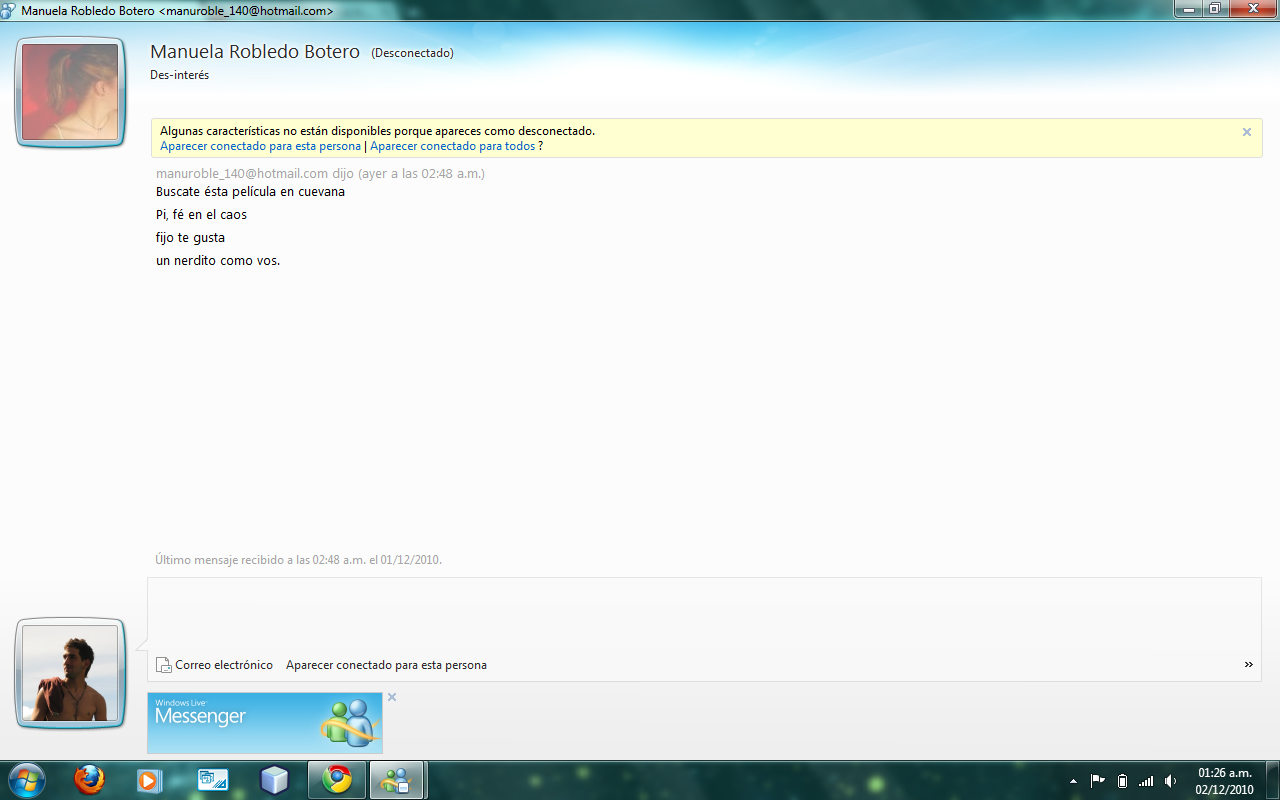 Manuela Robledo Botero <manuroble_140@hotmail.com>
Manuela Robledo Botero (Desconectado)
Des-interés
Algunas características no están disponibles porque apareces como desconectado.
Aparecer conectado para esta persona | Aparecer conectado para todos ?
manuroble_140@hotmail.com dijo (ayer a las 02:48 a.m.)
Buscate ésta película en cuevana
Pi, fé en el caos
fijo te gusta
un nerdito como vos.
Último mensaje recibido a las 02:48 a.m. el 01/12/2010.
Correo electrónico Aparecer conectado para esta persona »
Windows Live™
Messenger
01:26 a.m.
02/12/2010